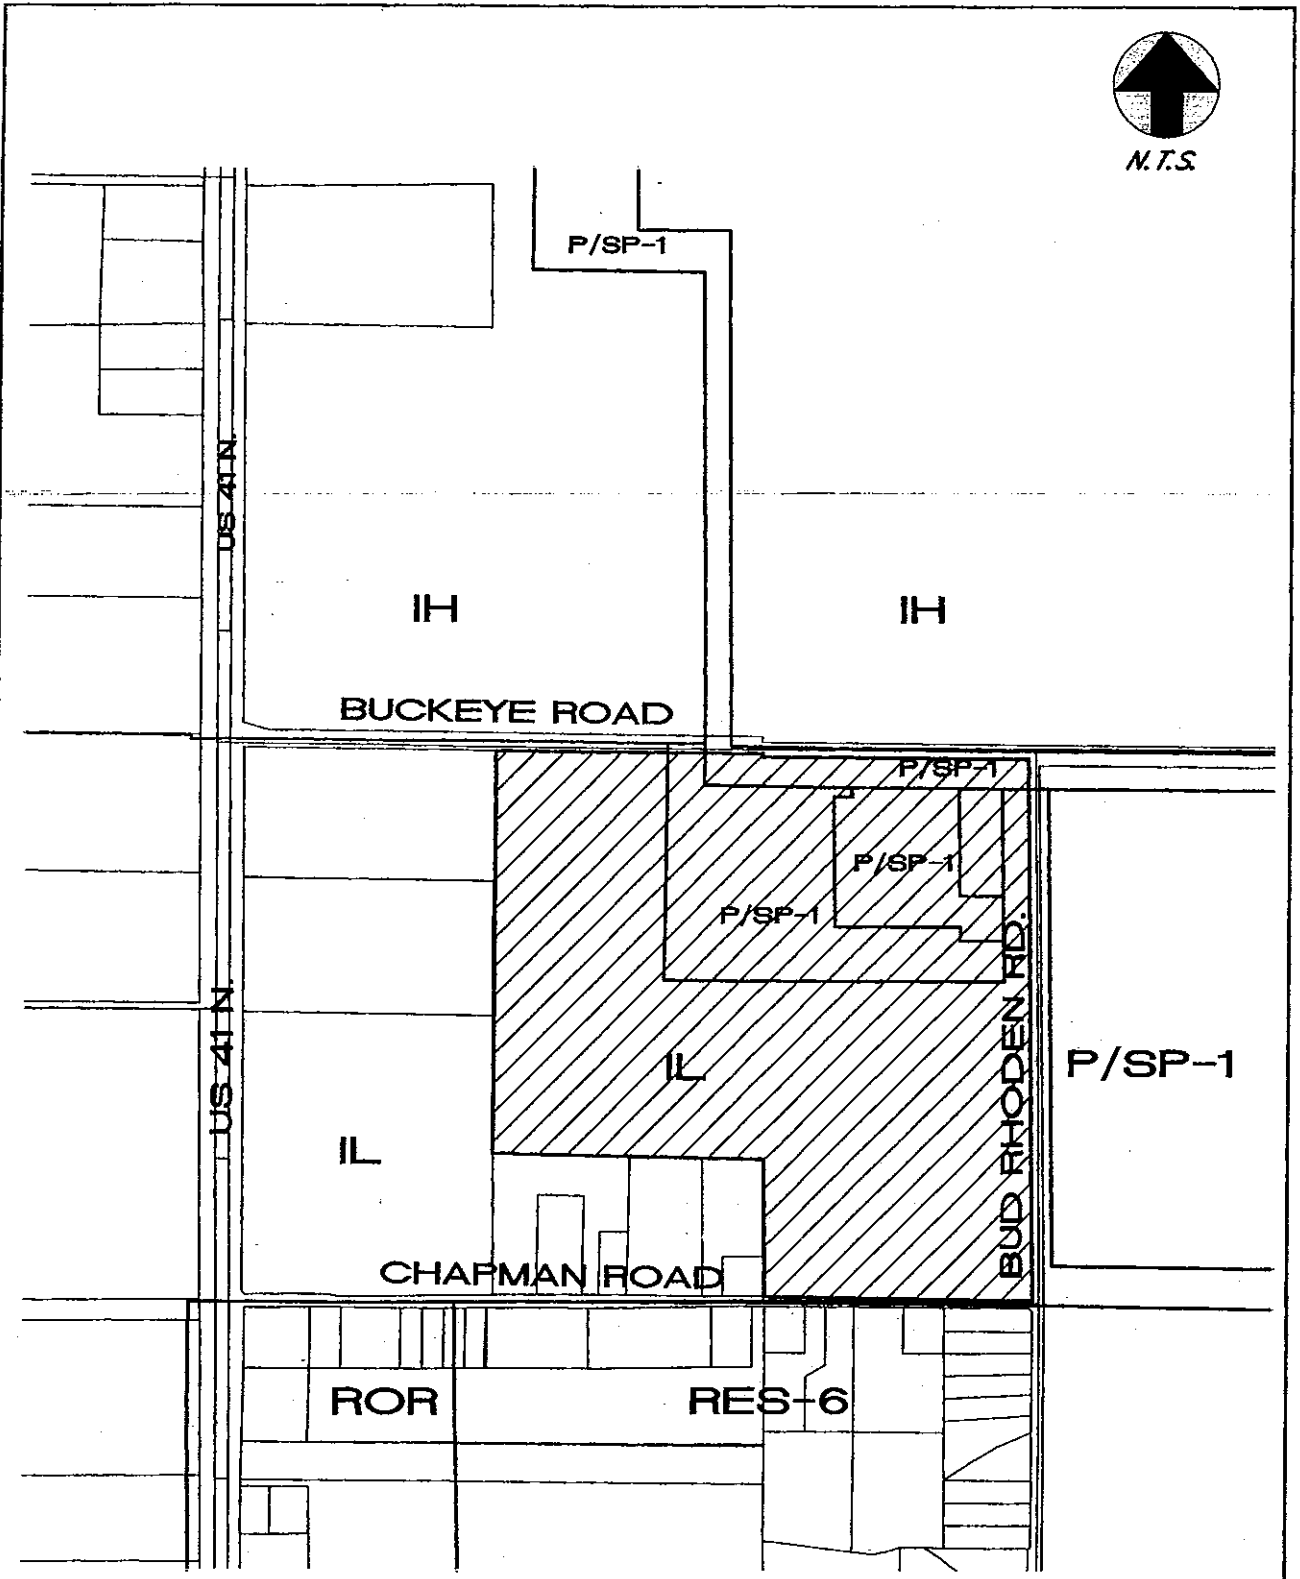 N.T.S.
P/SP-1
US 41 N.
IH
IH
BUCKEYE ROAD
P/SP-1
P/SP-1
P/SP-1
BUD RHODEN RD.
US 41 N.
IL
P/SP-1
IL
CHAPMAN ROAD
ROR
RES-6